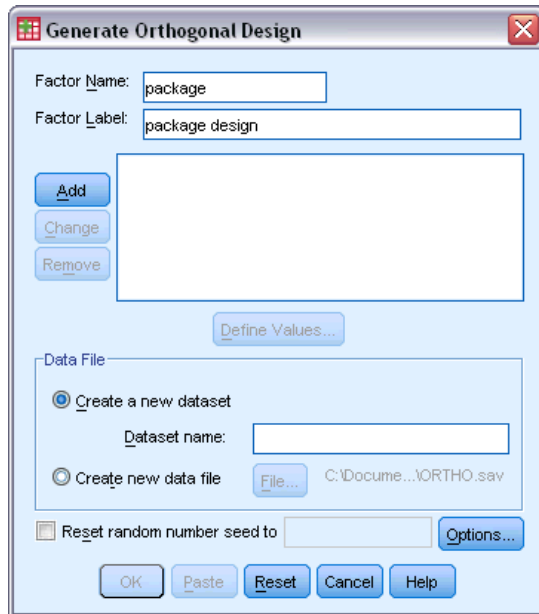 Generate Orthogonal Design
Factor Name: package
Factor Label: package design
Add
Change
Remove
Define Values...
Data File
Create a new dataset
Dataset name:
Create new data file File... C:\Docume...\ORTHO.sav
Reset random number seed to Options...
OK Paste Reset Cancel Help